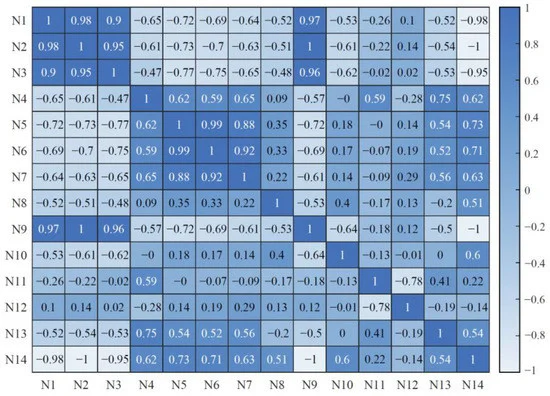 N1 1 0.98 0.9 −0.65 −0.72 −0.69 −0.64 −0.52 0.97 −0.53 −0.26 0.1 −0.52 −0.98
N2 0.98 1 0.95 −0.61 −0.73 −0.7 −0.63 −0.51 1 −0.61 −0.22 0.14 −0.54 −1
N3 0.9 0.95 1 −0.47 −0.77 −0.75 −0.65 −0.48 0.96 −0.62 −0.02 0.02 −0.53 −0.95
N4 −0.65 −0.61 −0.47 1 0.62 0.59 0.65 0.09 −0.57 −0 0.59 −0.28 0.75 0.62
N5 −0.72 −0.73 −0.77 0.62 1 0.99 0.88 0.35 −0.72 0.18 −0 0.14 0.54 0.73
N6 −0.69 −0.7 −0.75 0.59 0.99 1 0.92 0.33 −0.69 0.17 −0.07 0.19 0.52 0.71
N7 −0.64 −0.63 −0.65 0.65 0.88 0.92 1 0.22 −0.61 0.14 −0.09 0.29 0.56 0.63
N8 −0.52 −0.51 −0.48 0.09 0.35 0.33 0.22 1 −0.53 0.4 −0.17 0.13 −0.2 0.51
N9 0.97 1 0.96 −0.57 −0.72 −0.69 −0.61 −0.53 1 −0.64 −0.18 0.12 −0.5 −1
N10 −0.53 −0.61 −0.62 −0 0.18 0.17 0.14 0.4 −0.64 1 −0.13 −0.01 0 0.6
N11 −0.26 −0.22 −0.02 0.59 −0 −0.07 −0.09 −0.17 −0.18 −0.13 1 −0.78 0.41 0.22
N12 0.1 0.14 0.02 −0.28 0.14 0.19 0.29 0.13 0.12 −0.01 −0.78 1 −0.19 −0.14
N13 −0.52 −0.54 −0.53 0.75 0.54 0.52 0.56 −0.2 −0.5 0 0.41 −0.19 1 0.54
N14 −0.98 −1 −0.95 0.62 0.73 0.71 0.63 0.51 −1 0.6 0.22 −0.14 0.54 1
N1 N2 N3 N4 N5 N6 N7 N8 N9 N10 N11 N12 N13 N14
1
0.8
0.6
0.4
0.2
0
−0.2
−0.4
−0.6
−0.8
−1